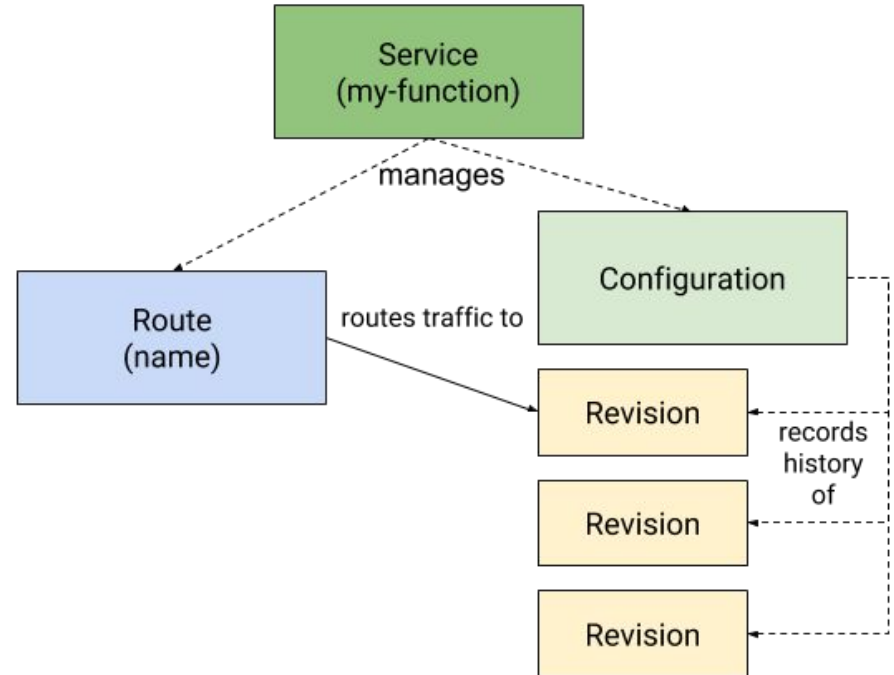 Service
(my-function)
manages
Configuration
Route
(name)
routes traffic to
Revision
records
history
of
Revision
Revision